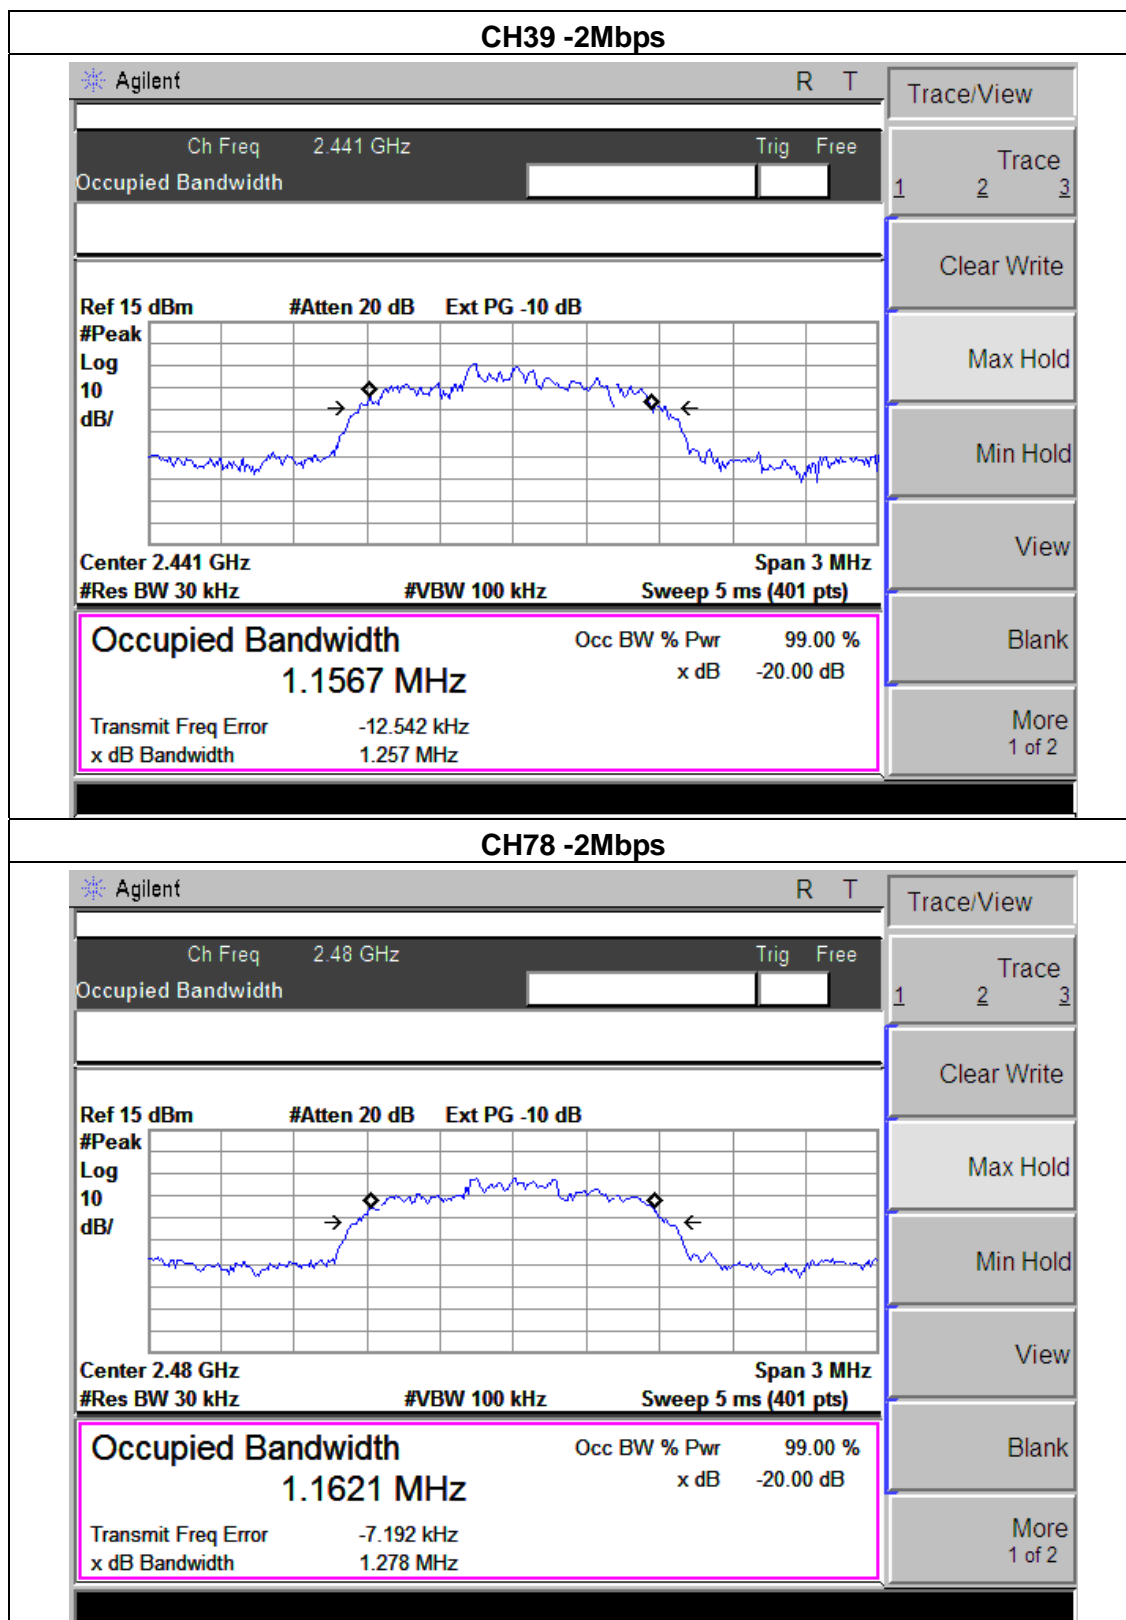 CH39 -2Mbps
Agilent R T
Trace/View
Ch Freq 2.441 GHz Trig Free
Occupied Bandwidth
Trace
1 2 3
Clear Write
Max Hold
Min Hold
View
Blank
More
1 of 2
Ref 15 dBm #Atten 20 dB Ext PG -10 dB
#Peak
Log
10
dB/
Center 2.441 GHz Span 3 MHz
#Res BW 30 kHz #VBW 100 kHz Sweep 5 ms (401 pts)
Occupied Bandwidth Occ BW % Pwr 99.00 %
1.1567 MHz x dB -20.00 dB
Transmit Freq Error -12.542 kHz
x dB Bandwidth 1.257 MHz
CH78 -2Mbps
Agilent R T
Trace/View
Ch Freq 2.48 GHz Trig Free
Occupied Bandwidth
Trace
1 2 3
Clear Write
Max Hold
Min Hold
View
Blank
More
1 of 2
Ref 15 dBm #Atten 20 dB Ext PG -10 dB
#Peak
Log
10
dB/
Center 2.48 GHz Span 3 MHz
#Res BW 30 kHz #VBW 100 kHz Sweep 5 ms (401 pts)
Occupied Bandwidth Occ BW % Pwr 99.00 %
1.1621 MHz x dB -20.00 dB
Transmit Freq Error -7.192 kHz
x dB Bandwidth 1.278 MHz